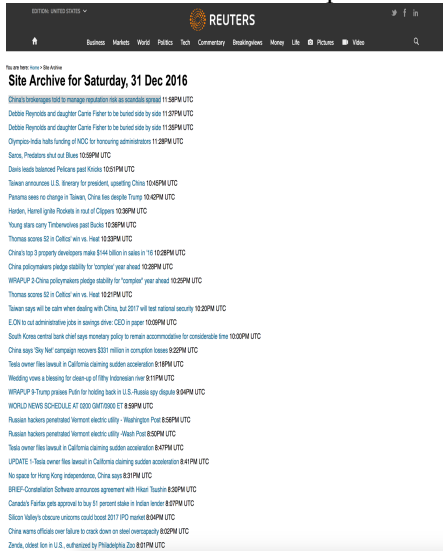 EDITION: UNITED STATES
REUTERS
Business Markets World Politics Tech Commentary Breakingviews Money Life Pictures Video
You are here: Home > Site Archive
Site Archive for Saturday, 31 Dec 2016
China's brokerages told to manage reputation risk as scandals spread 11:58PM UTC
Debbie Reynolds and daughter Carrie Fisher to be buried side by side 11:37PM UTC
Debbie Reynolds and daughter Carrie Fisher to be buried side by side 11:35PM UTC
Olympics-India halts funding of NOC for honouring administrators 11:28PM UTC
Saros, Predators shut out Blues 10:59PM UTC
Davis leads balanced Pelicans past Knicks 10:51PM UTC
Taiwan announces U.S. itinerary for president, upsetting China 10:45PM UTC
Panama sees no change in Taiwan, China ties despite Trump 10:42PM UTC
Harden, Harrell ignite Rockets in rout of Clippers 10:36PM UTC
Young stars carry Timberwolves past Bucks 10:36PM UTC
Thomas scores 52 in Celtics' win vs. Heat 10:33PM UTC
China's top 3 property developers make $144 billion in sales in '16 10:28PM UTC
China policymakers pledge stability for 'complex' year ahead 10:28PM UTC
WRAPUP 2-China policymakers pledge stability for "complex" year ahead 10:25PM UTC
Thomas scores 52 in Celtics' win vs. Heat 10:21PM UTC
Taiwan says will be calm when dealing with China, but 2017 will test national security 10:20PM UTC
E.ON to cut administrative jobs in savings drive: CEO in paper 10:09PM UTC
South Korea central bank chief says monetary policy to remain accommodative for considerable time 10:00PM UTC
China says 'Sky Net' campaign recovers $331 million in corruption losses 9:22PM UTC
Tesla owner files lawsuit in California claiming sudden acceleration 9:18PM UTC
Wedding vows a blessing for clean-up of filthy Indonesian river 9:11PM UTC
WRAPUP 9-Trump praises Putin for holding back in U.S.-Russia spy dispute 9:04PM UTC
WORLD NEWS SCHEDULE AT 0200 GMT/0900 ET 8:59PM UTC
Russian hackers penetrated Vermont electric utility - Washington Post 8:56PM UTC
Russian hackers penetrated Vermont electric utility -Wash Post 8:50PM UTC
Tesla owner files lawsuit in California claiming sudden acceleration 8:47PM UTC
UPDATE 1-Tesla owner files lawsuit in California claiming sudden acceleration 8:41PM UTC
No space for Hong Kong independence, China says 8:31PM UTC
BRIEF-Constellation Software announces agreement with Hikari Tsushin 8:30PM UTC
Canada's Fairfax gets approval to buy 51 percent stake in Indian lender 8:07PM UTC
Silicon Valley's obscure unicorns could boost 2017 IPO market 8:04PM UTC
China warns officials over failure to crack down on steel overcapacity 8:02PM UTC
Zenda, oldest lion in U.S., euthanized by Philadelphia Zoo 8:01PM UTC